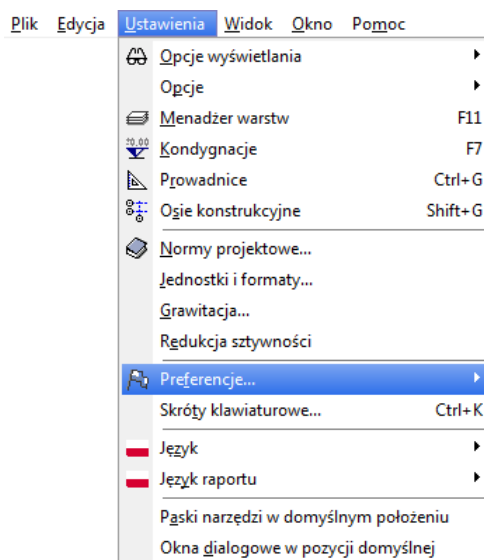 Plik Edycja Ustawienia Widok Okno Pomoc
Opcje wyświetlania
Opcje
Menadżer warstw F11
Kondygnacje F7
Prowadnice Ctrl+G
Osie konstrukcyjne Shift+G
Normy projektowe...
Jednostki i formaty...
Grawitacja...
Redukcja sztywności
Preferencje...
Skróty klawiaturowe... Ctrl+K
Język
Język raportu
Paski narzędzi w domyślnym położeniu
Okna dialogowe w pozycji domyślnej